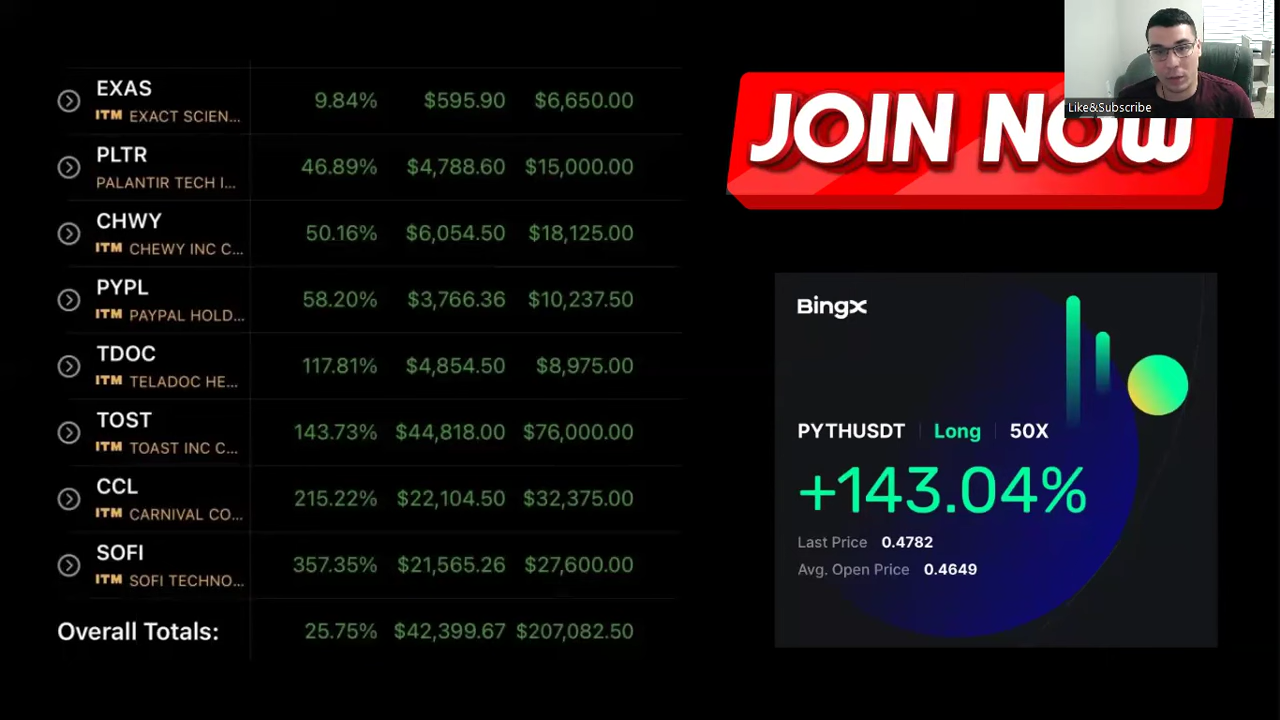 EXAS
ITM EXACT SCIEN...
9.84% $595.90 $6,650.00
PLTR
PALANTIR TECH I...
46.89% $4,788.60 $15,000.00
CHWY
ITM CHEWY INC C...
50.16% $6,054.50 $18,125.00
PYPL
ITM PAYPAL HOLD...
58.20% $3,766.36 $10,237.50
TDOC
ITM TELADOC HE...
117.81% $4,854.50 $8,975.00
TOST
ITM TOAST INC C...
143.73% $44,818.00 $76,000.00
CCL
ITM CARNIVAL CO...
215.22% $22,104.50 $32,375.00
SOFI
ITM SOFI TECHNO...
357.35% $21,565.26 $27,600.00
Overall Totals: 25.75% $42,399.67 $207,082.50
Like&Subscribe
JOIN NOW
BingX
PYTHUSDT Long 50X
+143.04%
Last Price 0.4782
Avg. Open Price 0.4649